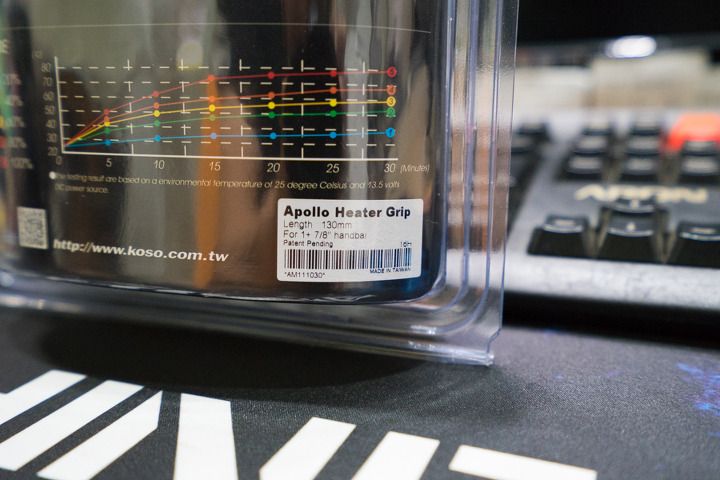 80
70
60
50
40
30
20
5 10 15 20 25 30 (Minutes)
the testing result are based on a environmental temperature of 25 degree Celsius and 13.5 volts
DC power source.
http://www.koso.com.tw
Apollo Heater Grip
Length 130mm
For 1+ 7/8" handbar
Patent Pending 16H
*AM111030*
MADE IN TAIWAN